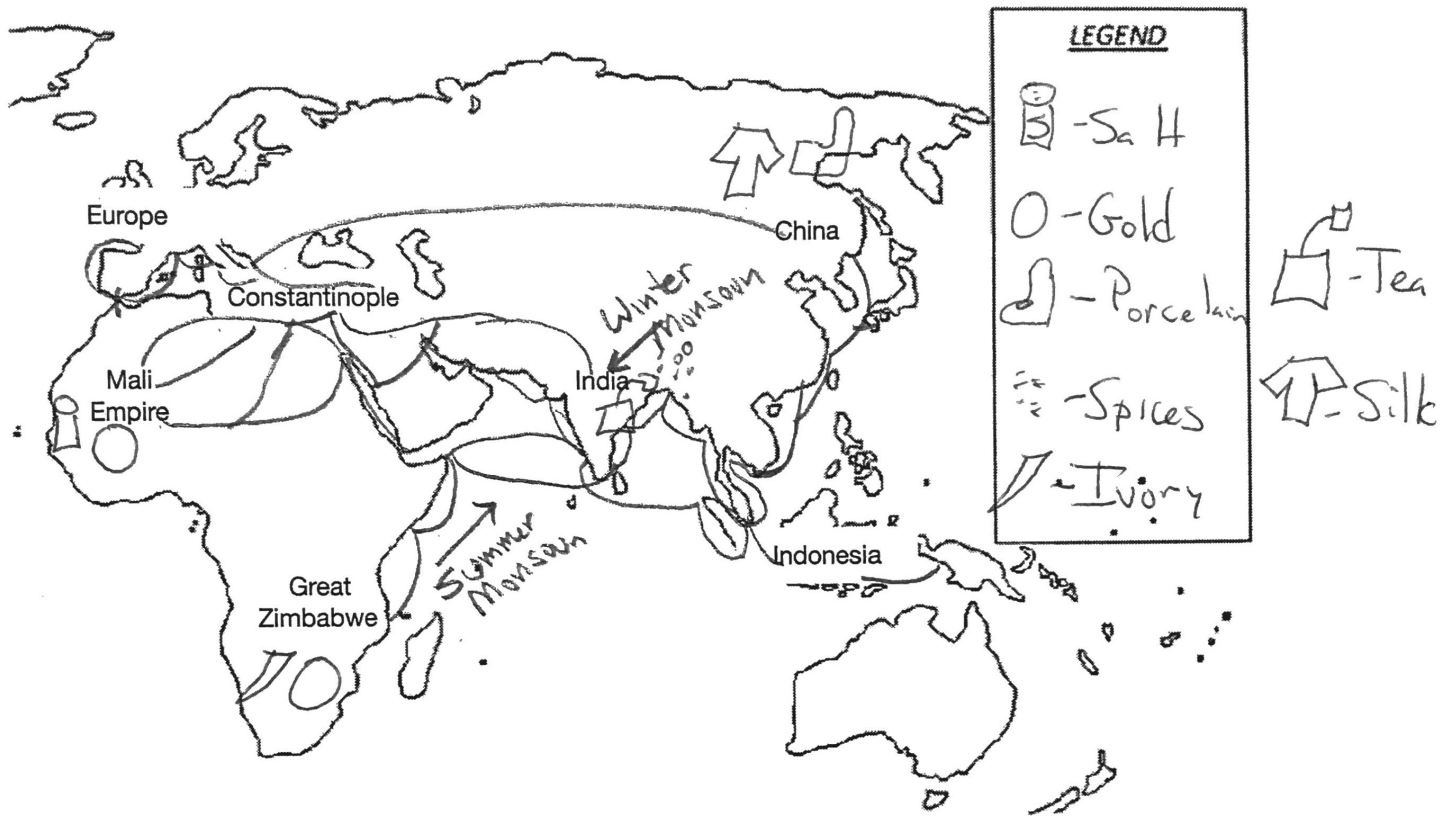 LEGEND
S -Salt
-Gold
-Porcelain
-Spices
-Ivory
-Tea
-Silk
Europe
China
Constantinople
Winter
Monsoon
India
Mali
Empire
Summer
Monsoon
Indonesia
Great
Zimbabwe